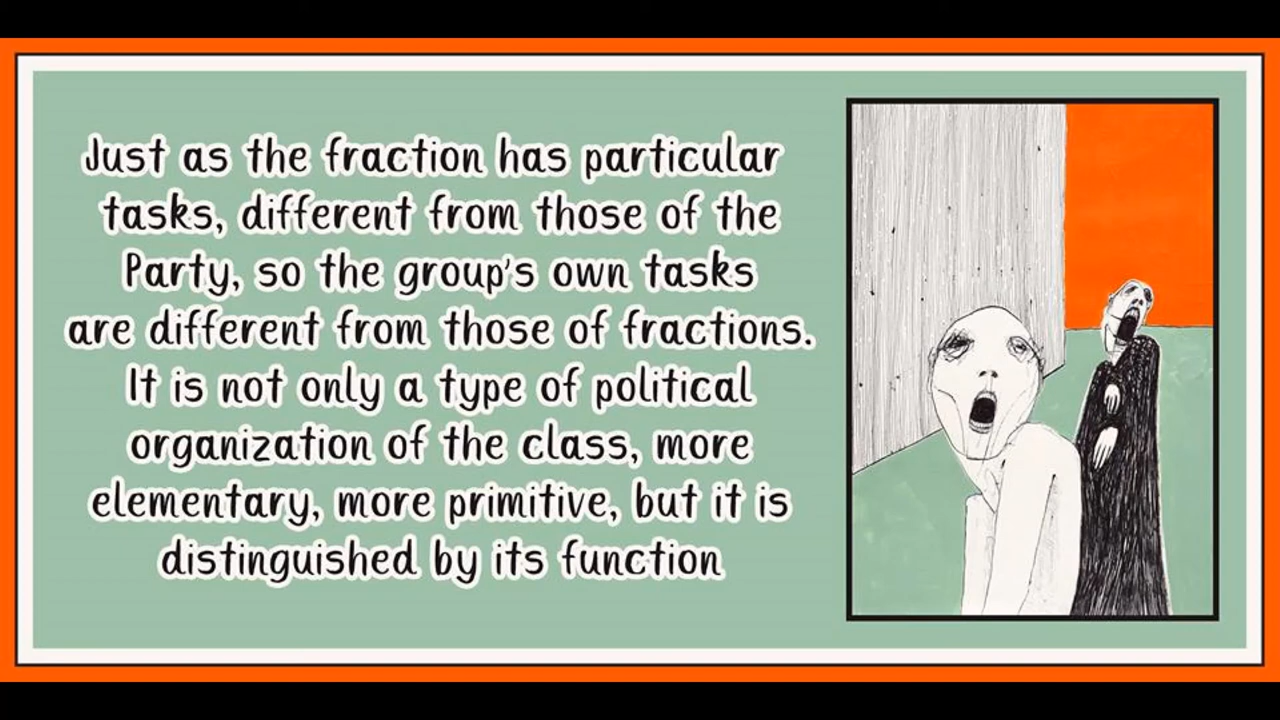 Just as the fraction has particular
tasks, different from those of the
Party, so the group's own tasks
are different from those of fractions.
It is not only a type of political
organization of the class, more
elementary, more primitive, but it is
distinguished by its function